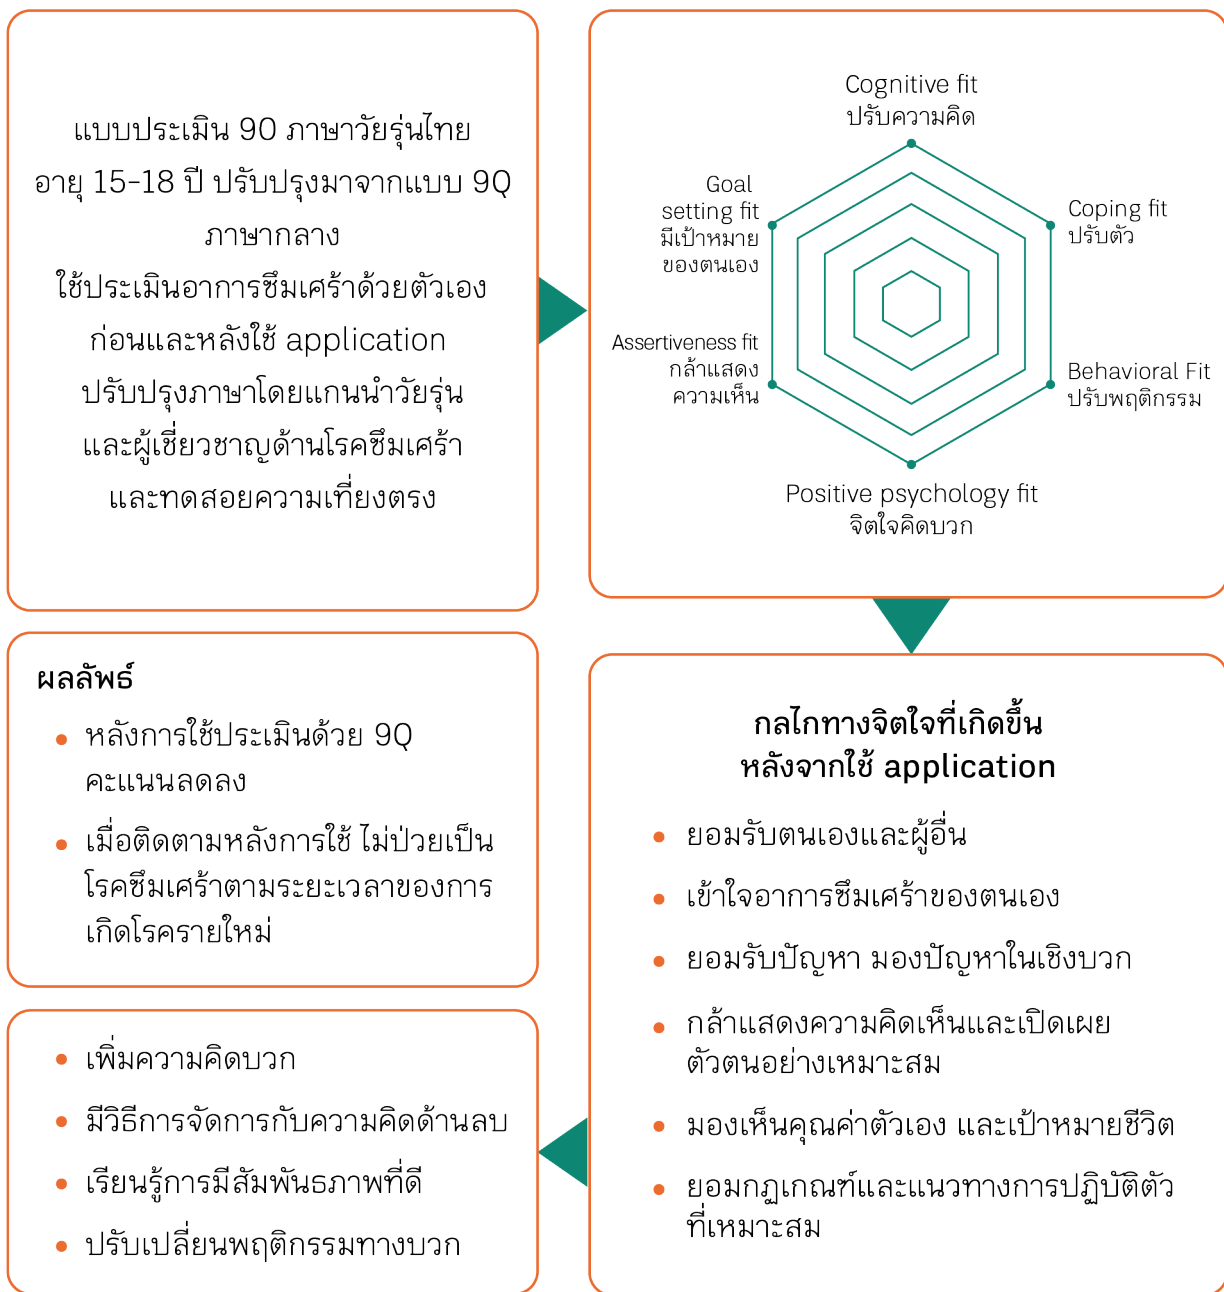 แบบประเมิน 90 ภาษาวัยรุ่นไทย
อายุ 15-18 ปี ปรับปรุงมาจากแบบ 9Q
ภาษากลาง
ใช้ประเมินอาการซึมเศร้าด้วยตัวเอง
ก่อนและหลังใช้ application
ปรับปรุงภาษาโดยแกนนำวัยรุ่น
และผู้เชี่ยวชาญด้านโรคซึมเศร้า
และทดสอยความเที่ยงตรง
Cognitive fit
ปรับความคิด
Goal
setting fit
มีเป้าหมาย
ของตนเอง
Coping fit
ปรับตัว
Assertiveness fit
กล้าแสดง
ความเห็น
Behavioral Fit
ปรับพฤติกรรม
Positive psychology fit
จิตใจคิดบวก
กลไกทางจิตใจที่เกิดขึ้น
หลังจากใช้ application
• ยอมรับตนเองและผู้อื่น
• เข้าใจอาการซึมเศร้าของตนเอง
• ยอมรับปัญหา มองปัญหาในเชิงบวก
• กล้าแสดงความคิดเห็นและเปิดเผย
ตัวตนอย่างเหมาะสม
• มองเห็นคุณค่าตัวเอง และเป้าหมายชีวิต
• ยอมกฎเกณฑ์และแนวทางการปฏิบัติตัว
ที่เหมาะสม
• เพิ่มความคิดบวก
• มีวิธีการจัดการกับความคิดด้านลบ
• เรียนรู้การมีสัมพันธภาพที่ดี
• ปรับเปลี่ยนพฤติกรรมทางบวก
ผลลัพธ์
• หลังการใช้ประเมินด้วย 9Q
คะแนนลดลง
• เมื่อติดตามหลังการใช้ ไม่ป่วยเป็น
โรคซึมเศร้าตามระยะเวลาของการ
เกิดโรครายใหม่